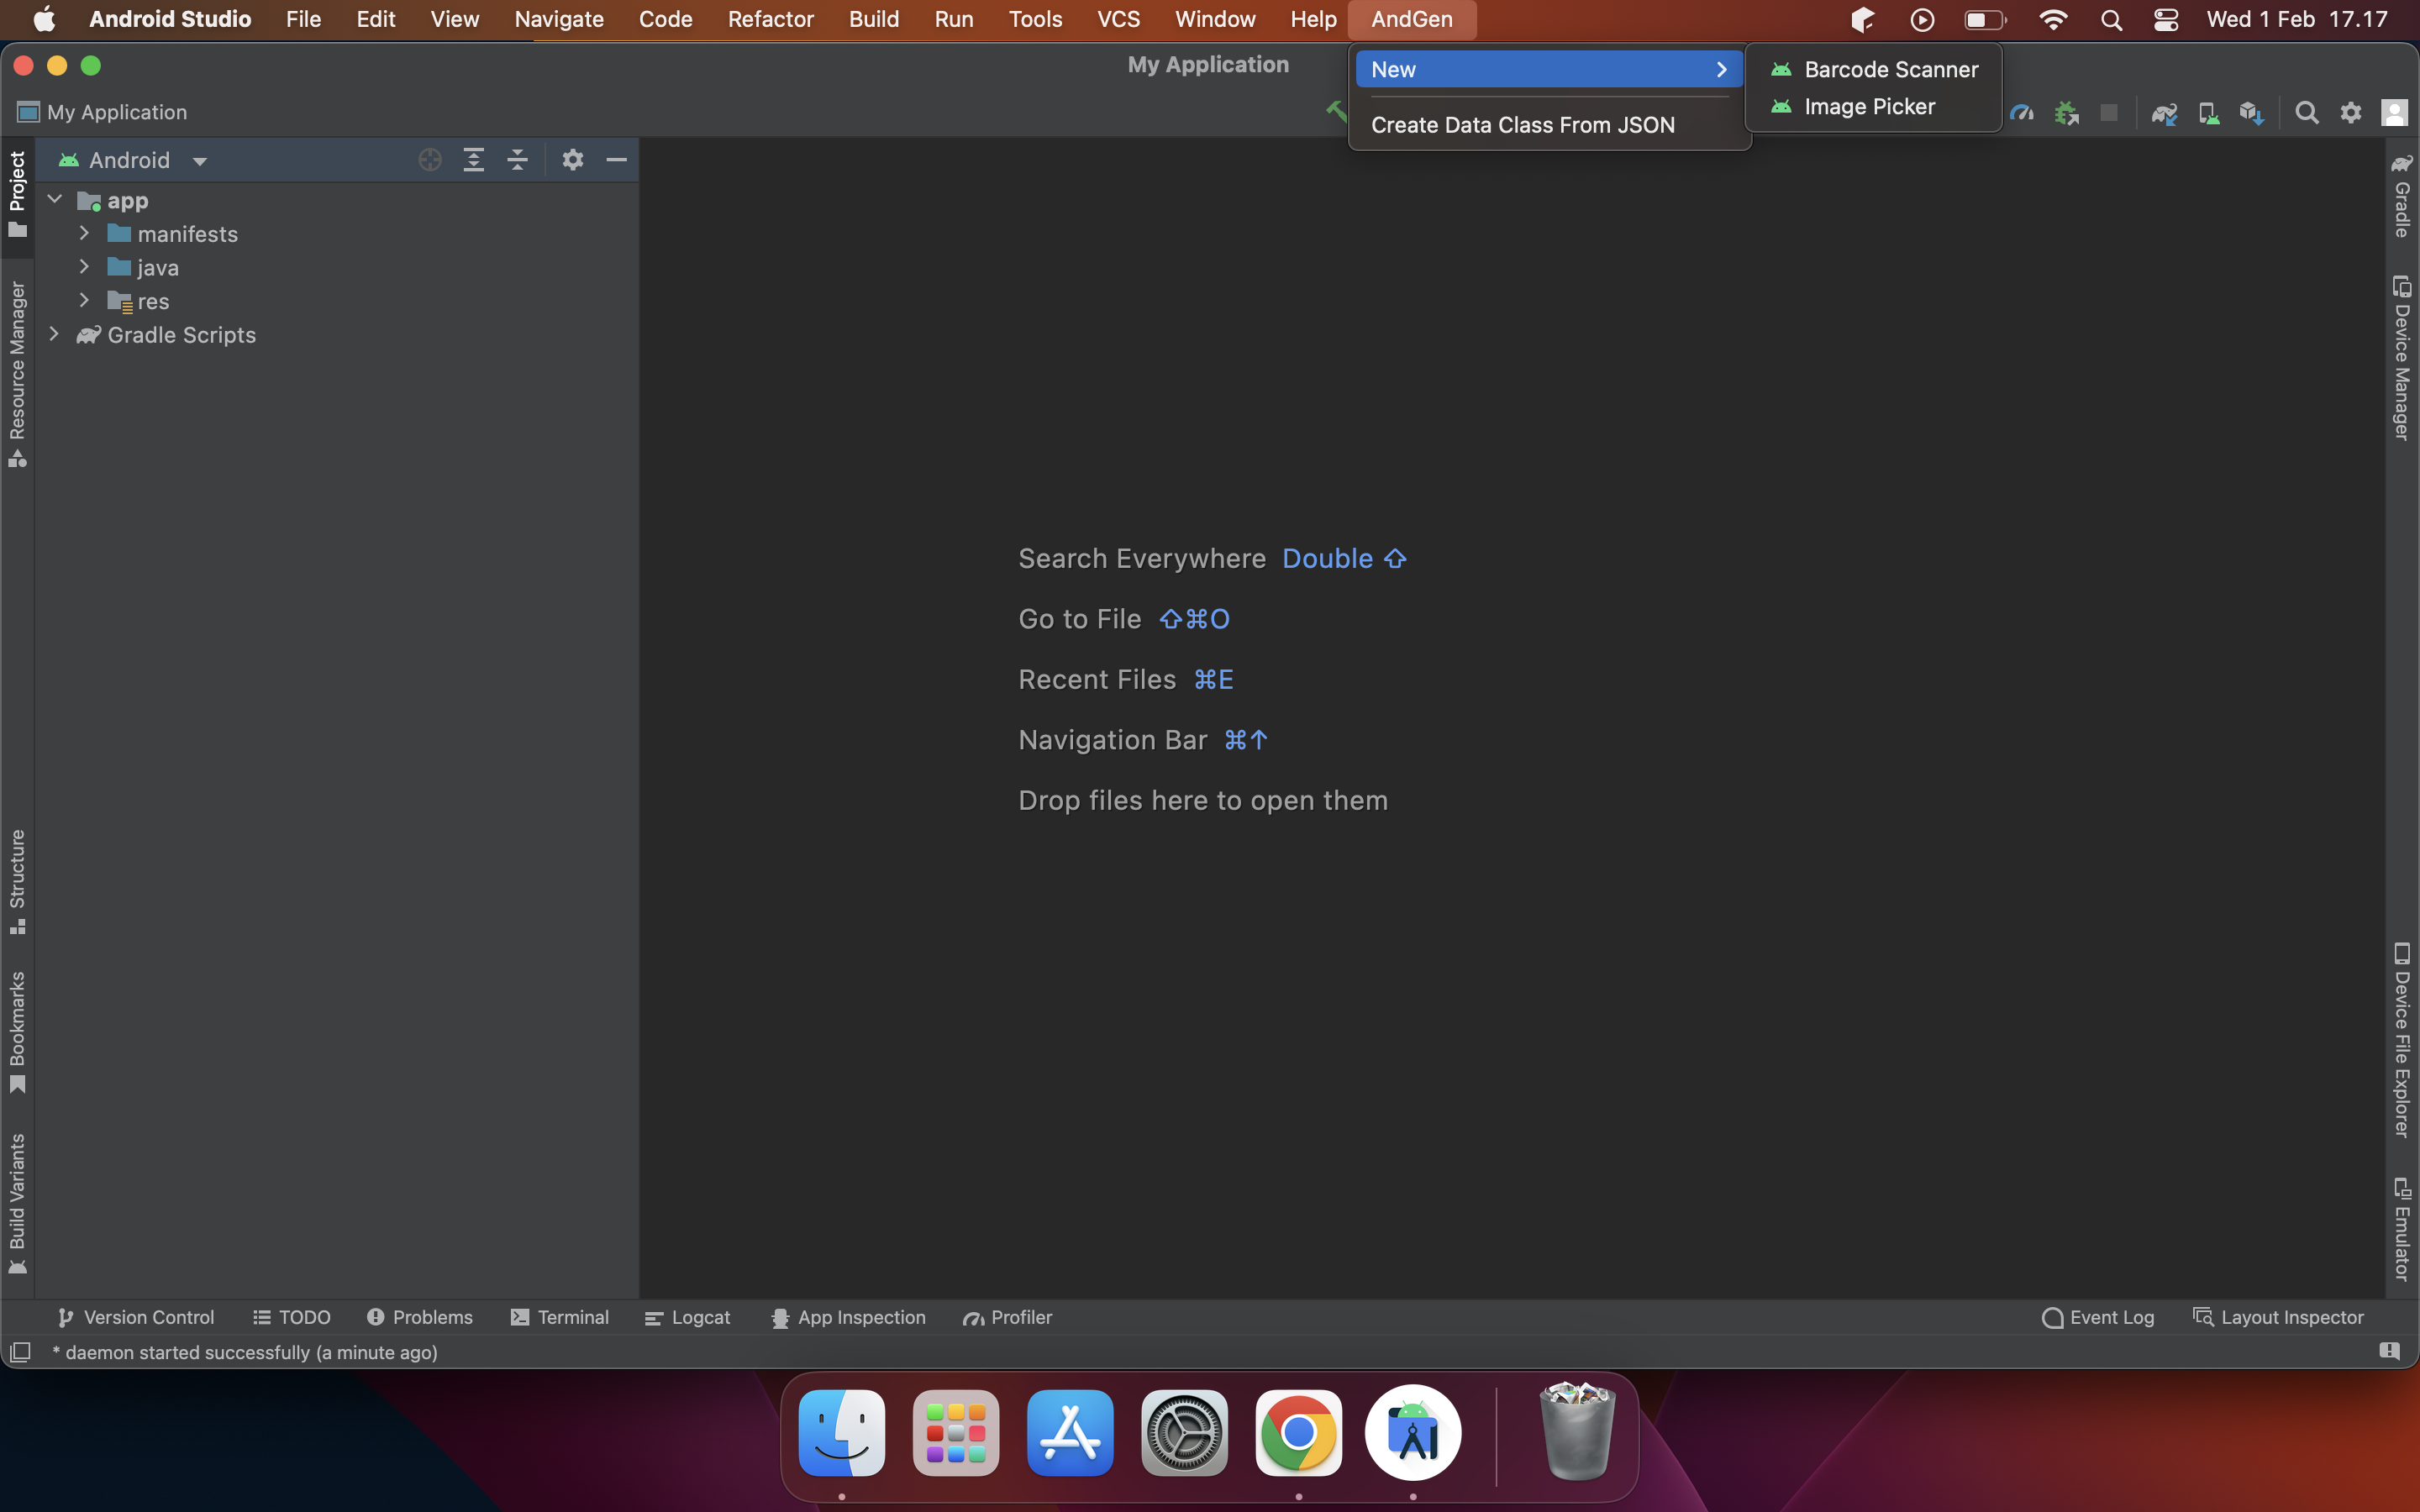 Android Studio File Edit View Navigate Code Refactor Build Run Tools VCS Window Help AndGen Wed 1 Feb 17.17
My Application
New
Barcode Scanner
Image Picker
Create Data Class From JSON
My Application
Android
app
manifests
java
res
Gradle Scripts
Project
Resource Manager
Structure
Bookmarks
Build Variants
Search Everywhere Double ⇧
Go to File ⇧⌘O
Recent Files ⌘E
Navigation Bar ⌘↑
Drop files here to open them
Gradle
Device Manager
Device File Explorer
Emulator
Version Control TODO Problems Terminal Logcat App Inspection Profiler Event Log Layout Inspector
* daemon started successfully (a minute ago)